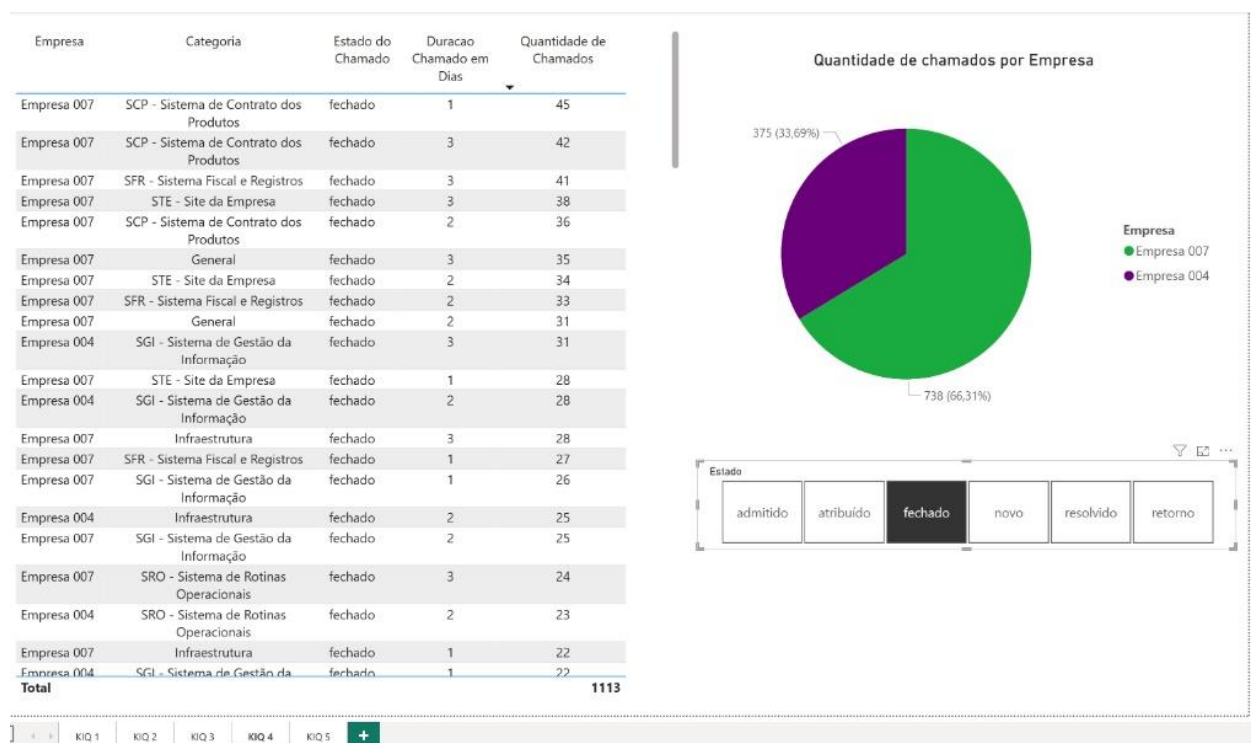 Empresa Categoria Estado do Duracao Quantidade de
Chamado Chamado em Chamados
Dias
Empresa 007 SCP - Sistema de Contrato dos fechado 1 45
Produtos
Empresa 007 SCP - Sistema de Contrato dos fechado 3 42
Produtos
Empresa 007 SFR - Sistema Fiscal e Registros fechado 3 41
Empresa 007 STE - Site da Empresa fechado 3 38
Empresa 007 SCP - Sistema de Contrato dos fechado 2 36
Produtos
Empresa 007 General fechado 3 35
Empresa 007 STE - Site da Empresa fechado 2 34
Empresa 007 SFR - Sistema Fiscal e Registros fechado 2 33
Empresa 007 General fechado 2 31
Empresa 004 SGI - Sistema de Gestão da fechado 3 31
Informação
Empresa 007 STE - Site da Empresa fechado 1 28
Empresa 004 SGI - Sistema de Gestão da fechado 2 28
Informação
Empresa 007 Infraestrutura fechado 3 28
Empresa 007 SFR - Sistema Fiscal e Registros fechado 1 27
Empresa 007 SGI - Sistema de Gestão da fechado 1 26
Informação
Empresa 004 Infraestrutura fechado 2 25
Empresa 007 SGI - Sistema de Gestão da fechado 2 25
Informação
Empresa 007 SRO - Sistema de Rotinas fechado 3 24
Operacionais
Empresa 004 SRO - Sistema de Rotinas fechado 2 23
Operacionais
Empresa 007 Infraestrutura fechado 1 22
Empresa 004 SGI - Sistema de Gestão da fechado 1 22
Total 1113
Quantidade de chamados por Empresa
375 (33,69%)
738 (66,31%)
Empresa
Empresa 007
Empresa 004
Estado
admitido atribuído fechado novo resolvido retorno
KIQ 1 KIQ 2 KIQ 3 KIQ 4 KIQ 5